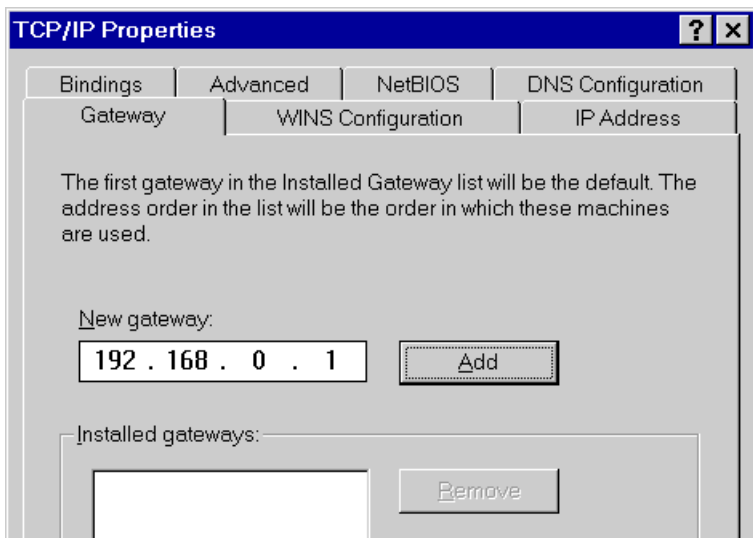 TCP/IP Properties
? ×
Bindings Advanced NetBIOS DNS Configuration
Gateway WINS Configuration IP Address
The first gateway in the Installed Gateway list will be the default. The
address order in the list will be the order in which these machines
are used.
New gateway:
192 . 168 . 0 . 1 Add
Installed gateways:
Remove